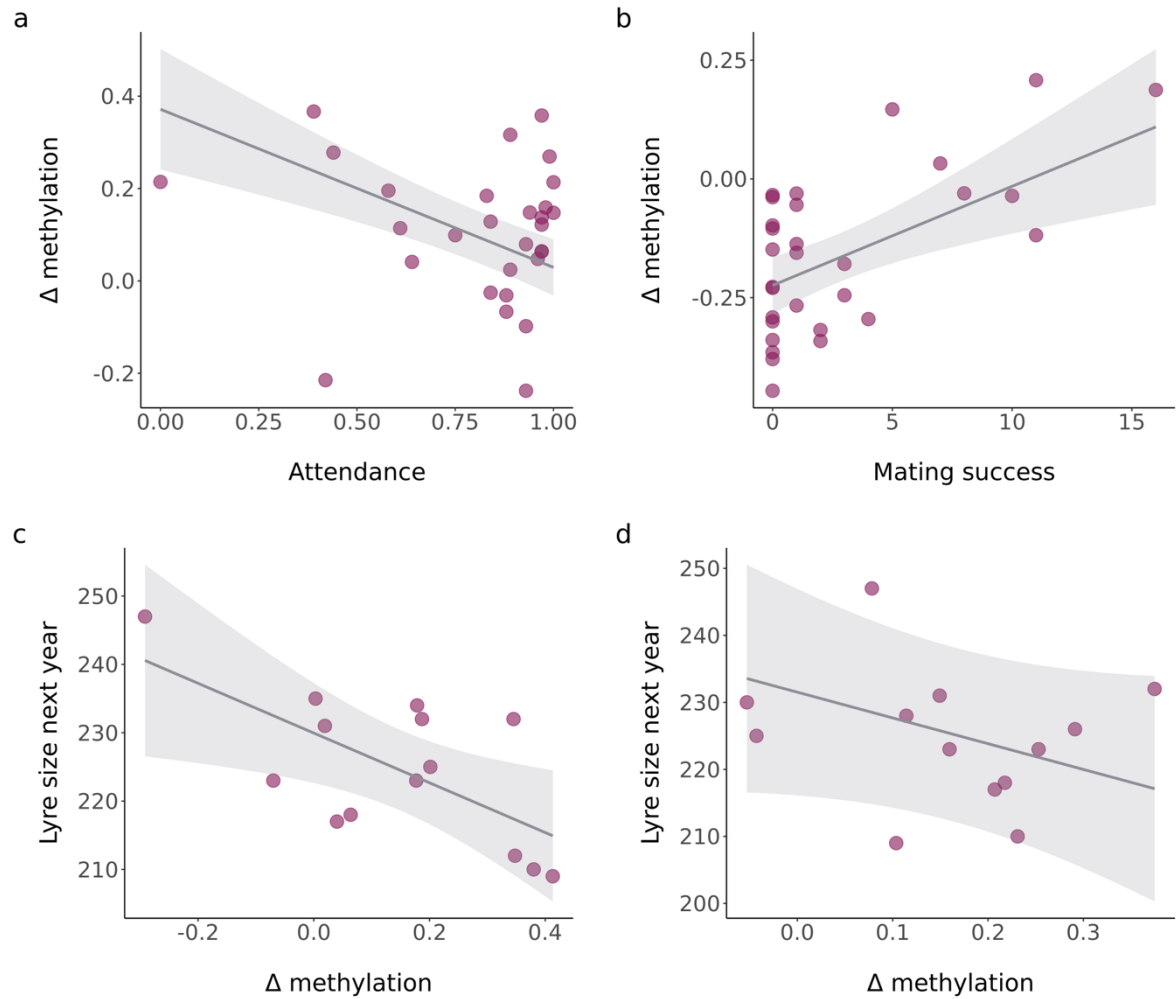 a
Δ methylation
0.4
0.2
0.0
-0.2
0.00 0.25 0.50 0.75 1.00
Attendance
b
Δ methylation
0.25
0.00
-0.25
0 5 10 15
Mating success
c
Lyre size next year
250
240
230
220
210
-0.2 0.0 0.2 0.4
Δ methylation
d
Lyre size next year
250
240
230
220
210
200
0.0 0.1 0.2 0.3
Δ methylation